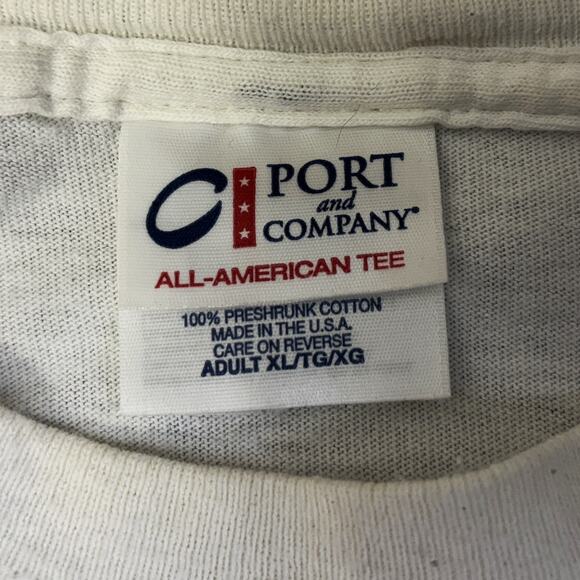 PORT
and
COMPANY®
ALL-AMERICAN TEE
100% PRESHRUNK COTTON
MADE IN THE U.S.A.
CARE ON REVERSE
ADULT XL/TG/XG